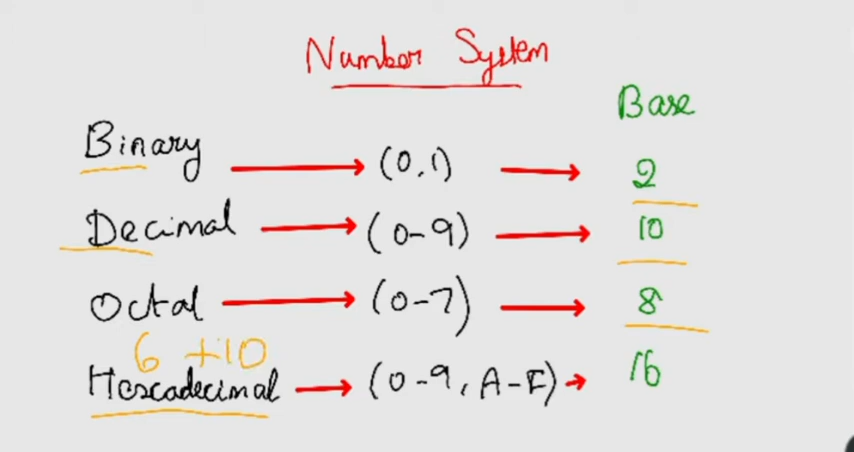 Number System
Base
Binary → (0,1) → 2
Decimal → (0-9) → 10
Octal → (0-7) → 8
6 +10
Hexcadecimal → (0-9, A-F) → 16